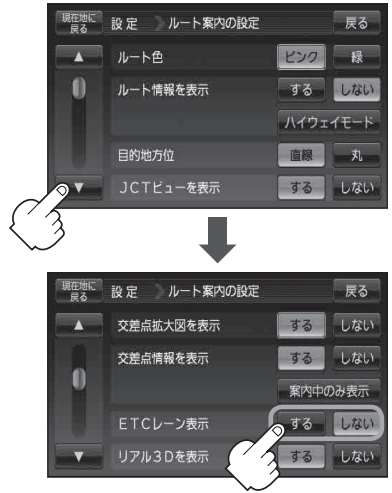 現在地に戻る 設定 ルート案内の設定 戻る
▲ ルート色 ピンク 緑
ルート情報を表示 する しない
ハイウェイモード
目的地方位 直線 丸
▼ JCTビューを表示 する しない
現在地に戻る 設定 ルート案内の設定 戻る
▲ 交差点拡大図を表示 する しない
交差点情報を表示 する しない
案内中のみ表示
ETCレーン表示 する しない
▼ リアル3Dを表示 する しない